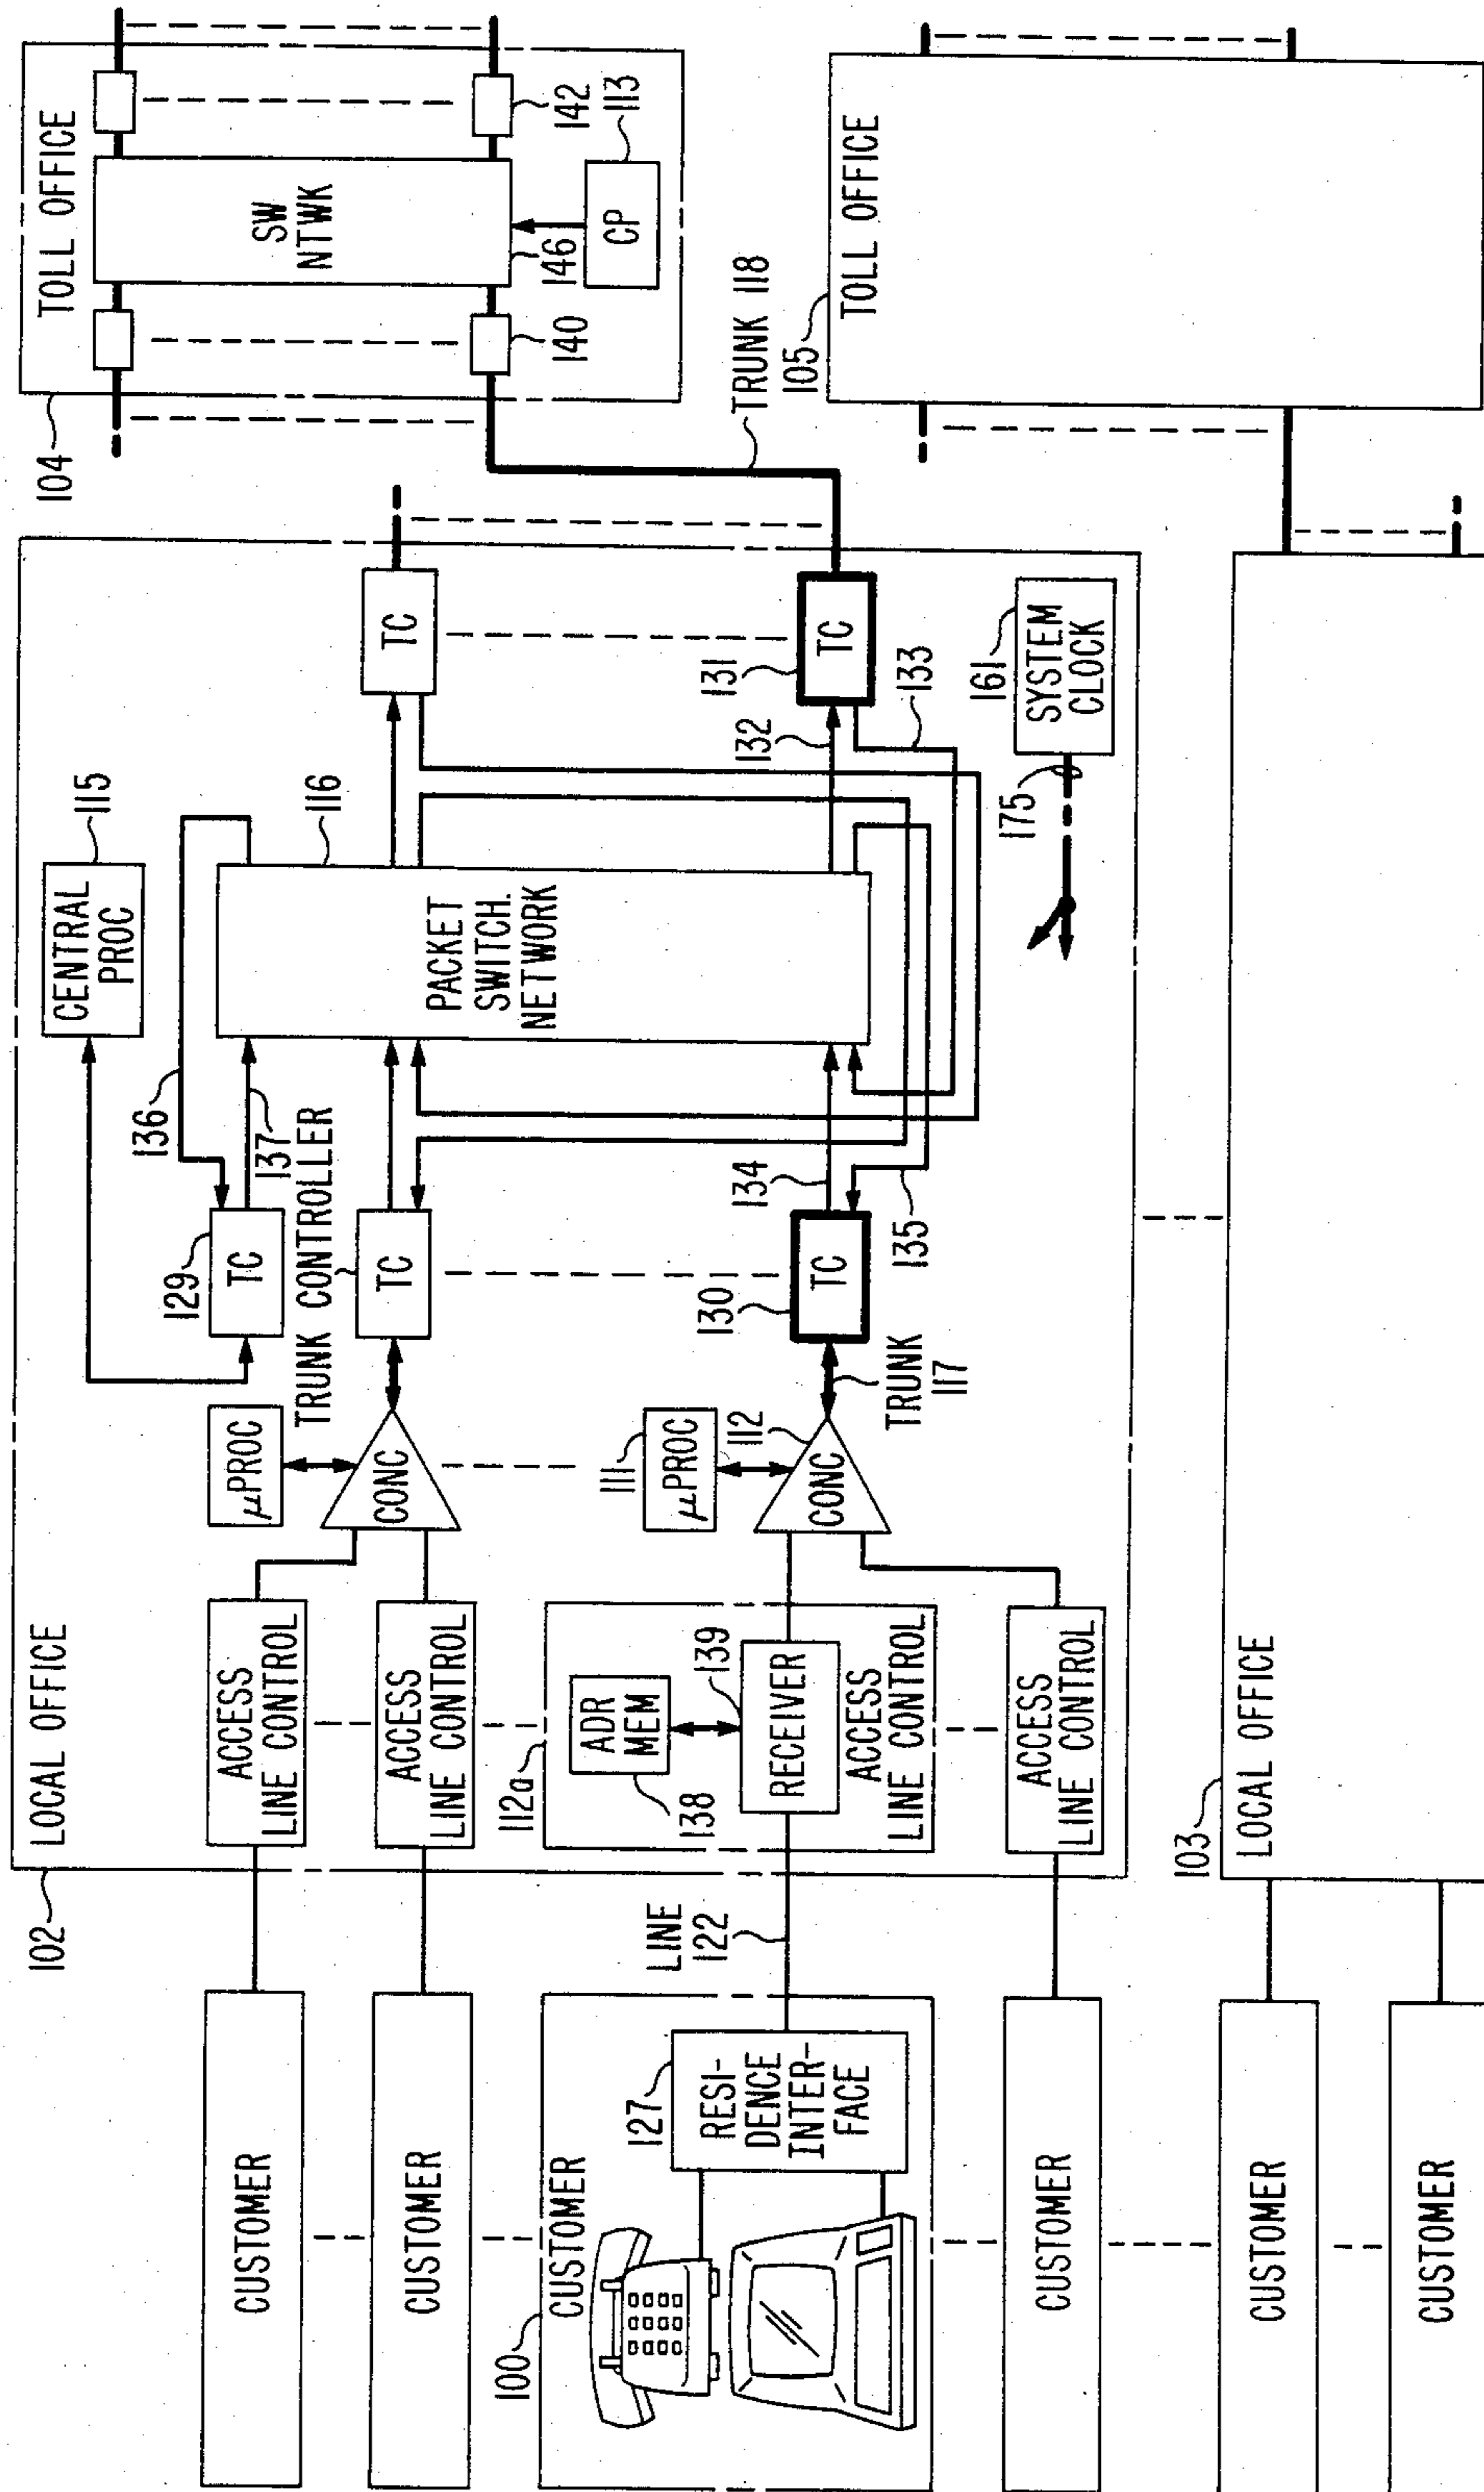 CUSTOMER
CUSTOMER
100
CUSTOMER
127
RESI-
DENCE
INTER-
FACE
CUSTOMER
CUSTOMER
CUSTOMER
LINE
122
102
LOCAL OFFICE
ACCESS
LINE CONTROL
ACCESS
LINE CONTROL
112a
ADR
MEM
138
139
RECEIVER
ACCESS
LINE CONTROL
ACCESS
LINE CONTROL
μPROC
CONC
111
μPROC
112
CONC
TRUNK
117
129
TC
TRUNK CONTROLLER
TC
130
TC
134
135
136
137
CENTRAL
PROC
115
116
PACKET
SWITCH.
NETWORK
TC
131
TC
132
133
161
SYSTEM
CLOCK
175
103
LOCAL OFFICE
104
TOLL OFFICE
140
SW
NTWK
146
142
CP
113
TRUNK 118
105
TOLL OFFICE